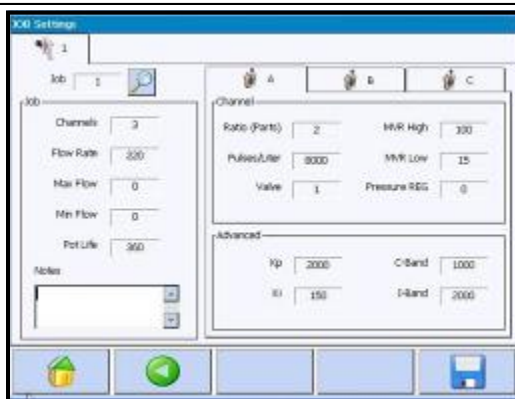 JOB Settings
1
Job 1
A
B
C
Job
Channels 3
Flow Rate 220
Max Flow 0
Min Flow 0
Pot Life 360
Notes
Channel
Ratio (Parts) 2
MVR High 100
Pulses/Liter 8000
MVR Low 15
Valve 1
Pressure REG 0
Advanced
Kp 2000
C-Band 1000
Ki 150
I-Band 2000